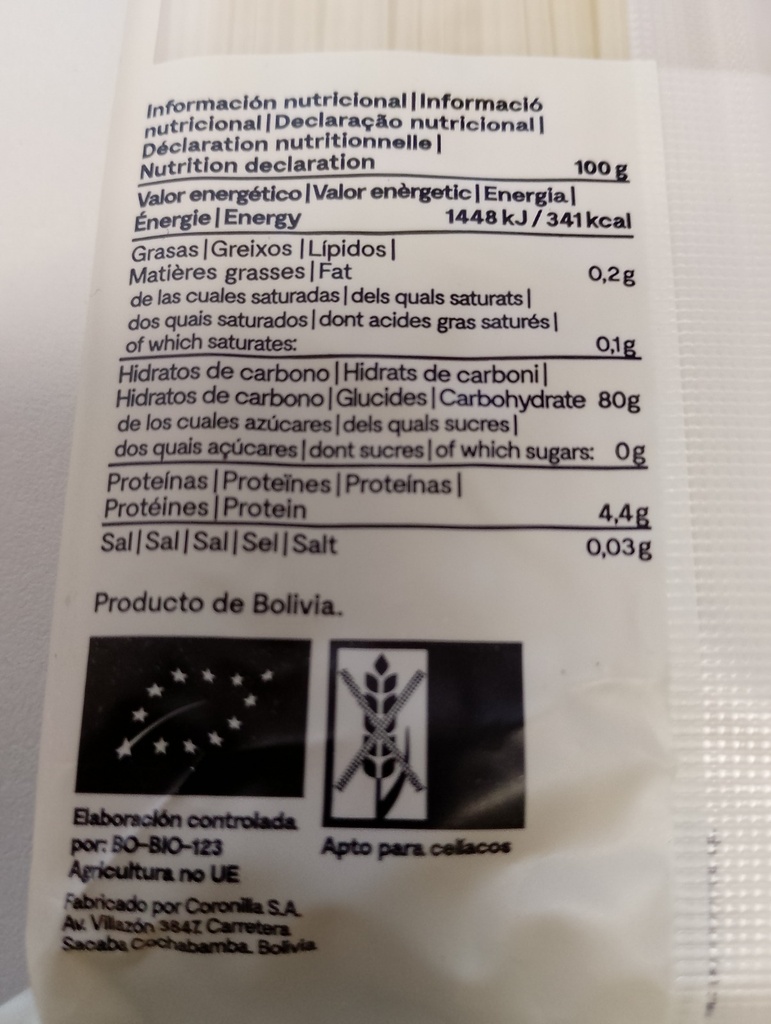 Información nutricional|Informació
nutricional|Declaração nutricional|
Déclaration nutritionnelle|
Nutrition declaration 100 g
Valor energético|Valor enèrgetic|Energia|
Énergie|Energy 1448 kJ/341 kcal
Grasas|Greixos|Lípidos|
Matières grasses|Fat 0,2g
de las cuales saturadas|dels quals saturats|
dos quais saturados|dont acides gras saturés|
of which saturates: 0,1g
Hidratos de carbono|Hidrats de carboni|
Hidratos de carbono|Glucides|Carbohydrate 80g
de los cuales azúcares|dels quals sucres|
dos quais açúcares|dont sucres|of which sugars: 0g
Proteínas|Proteïnes|Proteínas|
Protéines|Protein 4,4g
Sal|Sal|Sal|Sel|Salt 0,03g
Producto de Bolivia.
Elaboración controlada
por: BO-BIO-123
Agricultura no UE
Apto para celíacos
Fabricado por Coronilla S.A.
Av. Villazón 3847. Carretera
Sacaba Cochabamba. Bolivia